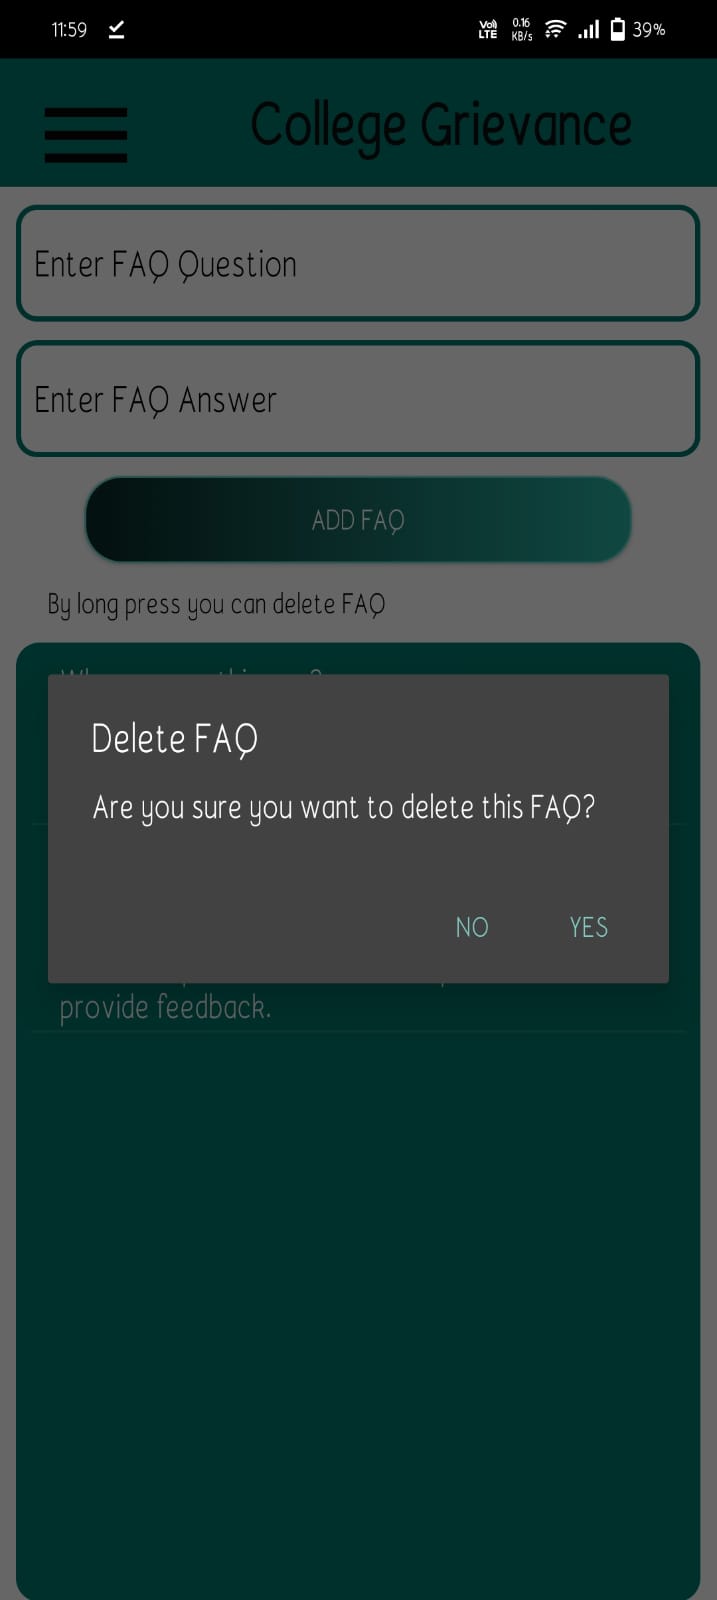 11:59 Vo) LTE 0.16 KB/s 39%
College Grievance
Enter FAQ Question
Enter FAQ Answer
ADD FAQ
By long press you can delete FAQ
Delete FAQ
Are you sure you want to delete this FAQ?
NO YES
provide feedback.